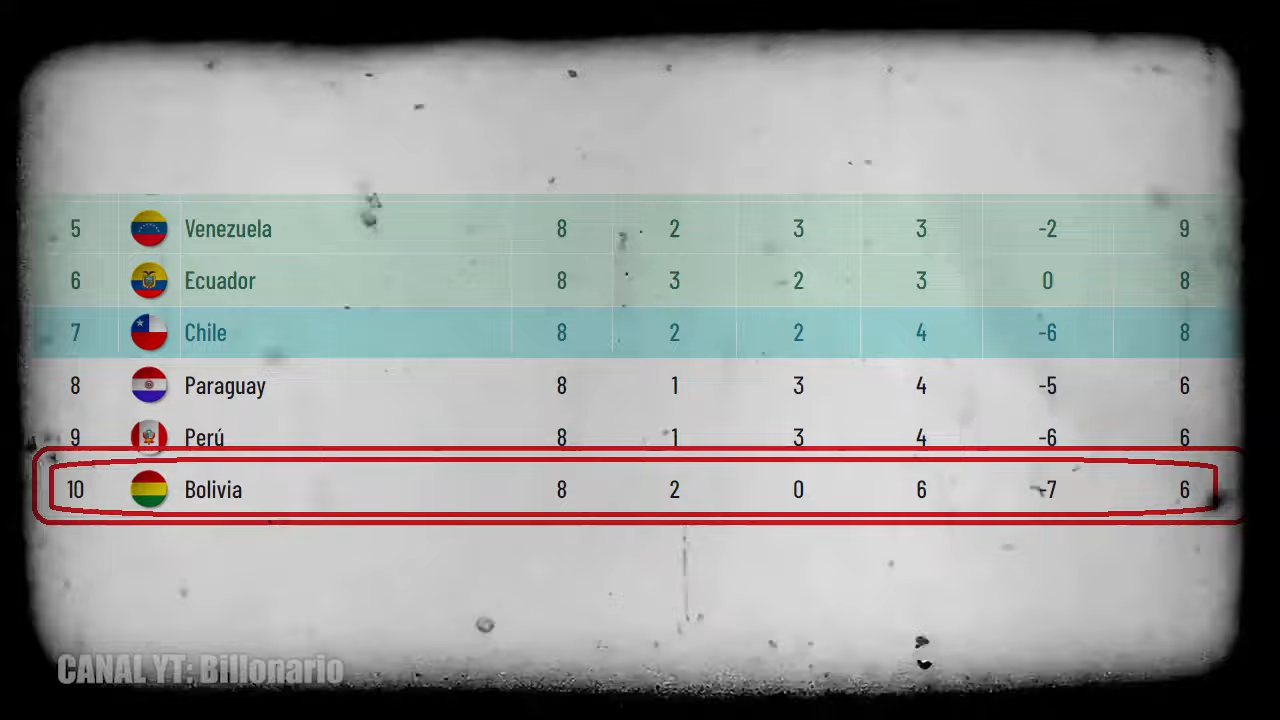 5 Venezuela 8 2 3 3 -2 9
6 Ecuador 8 3 2 3 0 8
7 Chile 8 2 2 4 -6 8
8 Paraguay 8 1 3 4 -5 6
9 Perú 8 1 3 4 -6 6
10 Bolivia 8 2 0 6 -7 6
CANAL YT: Billonario